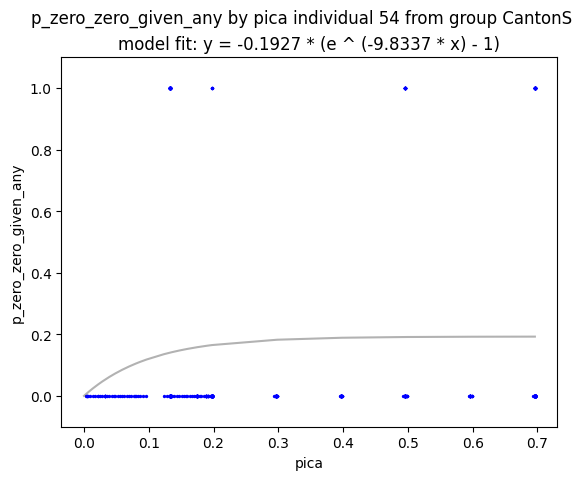 p_zero_zero_given_any by pica individual 54 from group CantonS
model fit: y = -0.1927 * (e ^ (-9.8337 * x) - 1)
1.0
0.8
0.6
0.4
0.2
0.0
p_zero_zero_given_any
0.0 0.1 0.2 0.3 0.4 0.5 0.6 0.7
pica